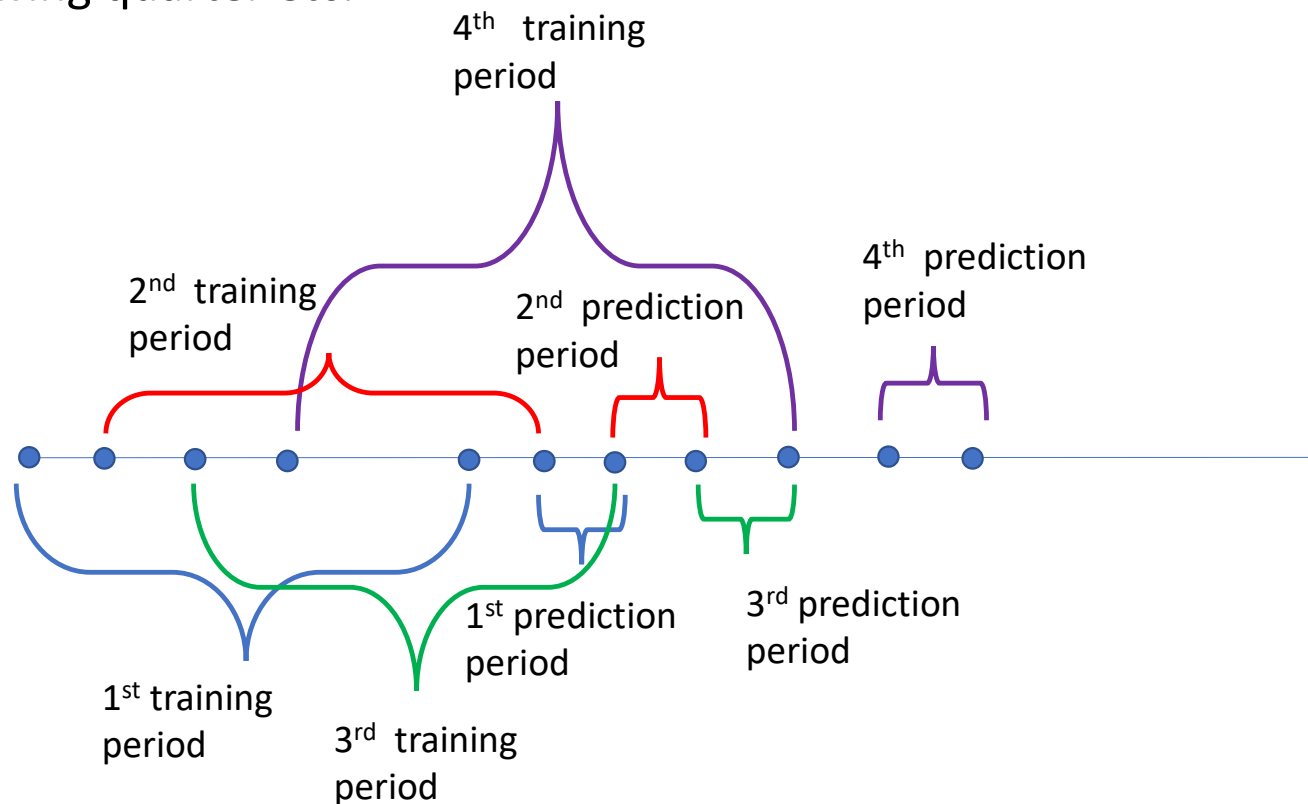 4th training
period
4th prediction
period
2nd training
period
2nd prediction
period
1st prediction
period
3rd prediction
period
1st training
period
3rd training
period